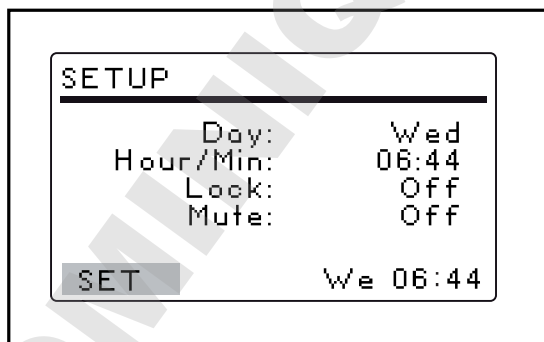 SETUP
Day: Wed
Hour/Min: 06:44
Lock: Off
Mute: Off
SET We 06:44